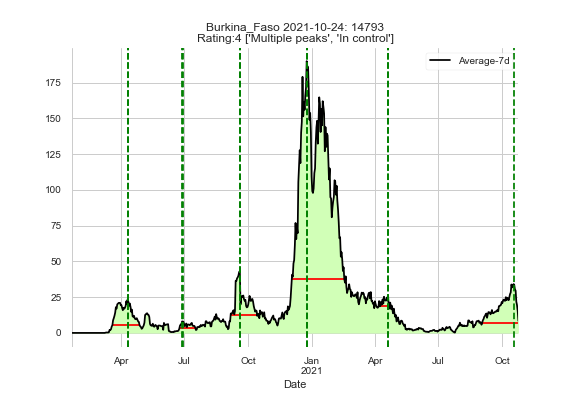 Burkina_Faso 2021-10-24: 14793
Rating:4 ['Multiple peaks', 'In control']
Average-7d
175
150
125
100
75
50
25
0
Apr Jul Oct Jan Apr Jul Oct
2021
Date